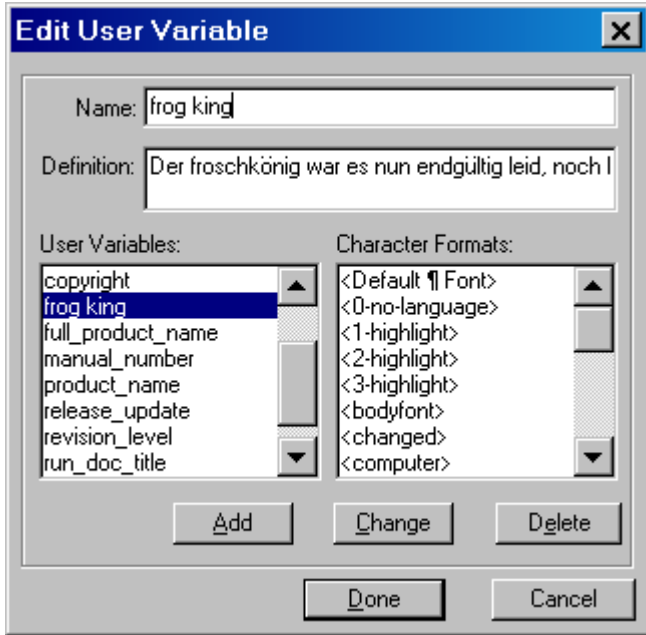 Edit User Variable
Name: frog king
Definition: Der froschkönig war es nun endgültig leid, noch
User Variables:
copyright
frog king
full_product_name
manual_number
product_name
release_update
revision_level
run_doc_title
Character Formats:
<Default ¶ Font>
<0-no-language>
<1-highlight>
<2-highlight>
<3-highlight>
<bodyfont>
<changed>
<computer>
Add Change Delete
Done Cancel